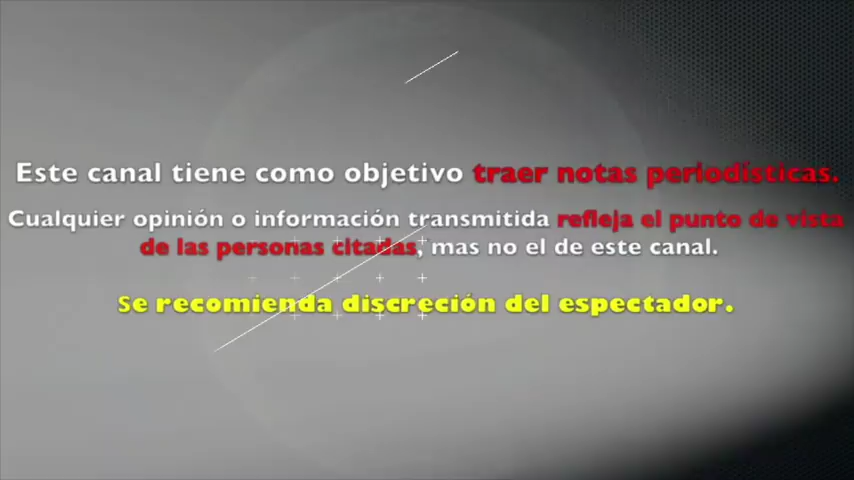 Este canal tiene como objetivo traer notas periodísticas.
Cualquier opinión o información transmitida refleja el punto de vista
de las personas citadas, mas no el de este canal.
Se recomienda discreción del espectador.